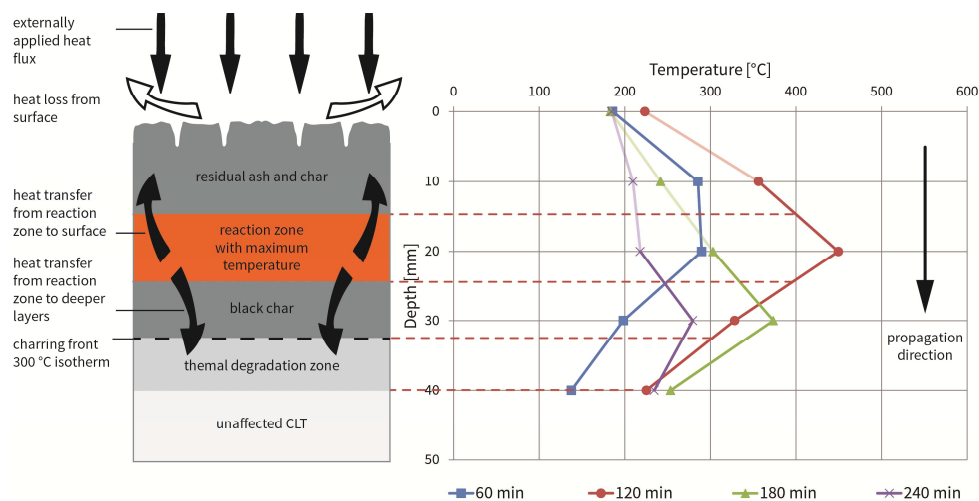 externally
applied heat
flux
heat loss from
surface
residual ash and char
heat transfer
from reaction
zone to surface
reaction zone
with maximum
temperature
heat transfer
from reaction
zone to deeper
layers
black char
charring front
300 °C isotherm
themal degradation zone
unaffected CLT
Temperature [°C]
0 100 200 300 400 500 600
Depth [mm]
0
10
20
30
40
50
propagation
direction
60 min 120 min 180 min 240 min